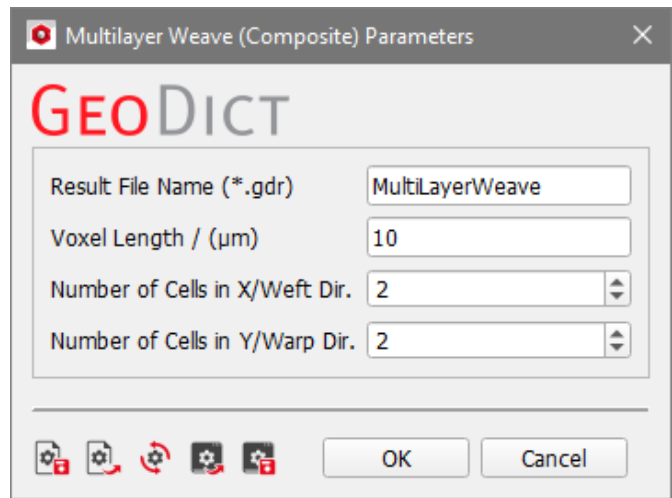 Multilayer Weave (Composite) Parameters
GEODICT
Result File Name (*.gdr) MultiLayerWeave
Voxel Length / (µm) 10
Number of Cells in X/Weft Dir. 2
Number of Cells in Y/Warp Dir. 2
OK Cancel